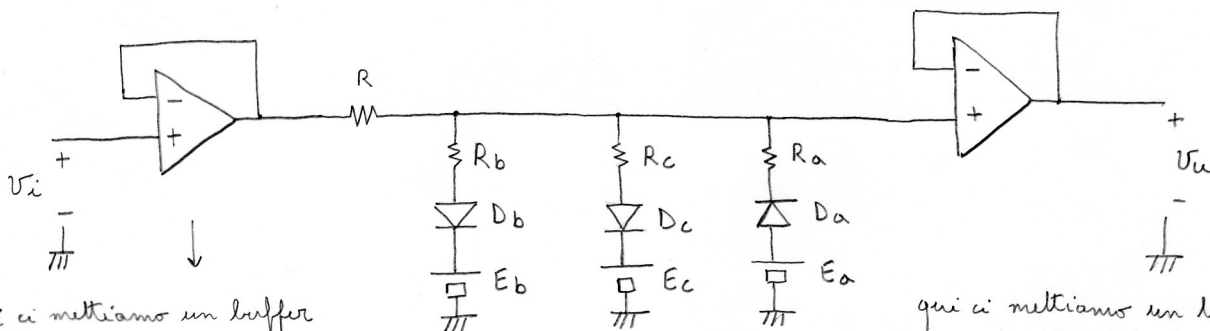 R
-
+
+
Vi
-
Rb
Db
Eb
Rc
Dc
Ec
Ra
Da
Ea
-
+
+
Vu
-
ci mettiamo un buffer
qui ci mettiamo un